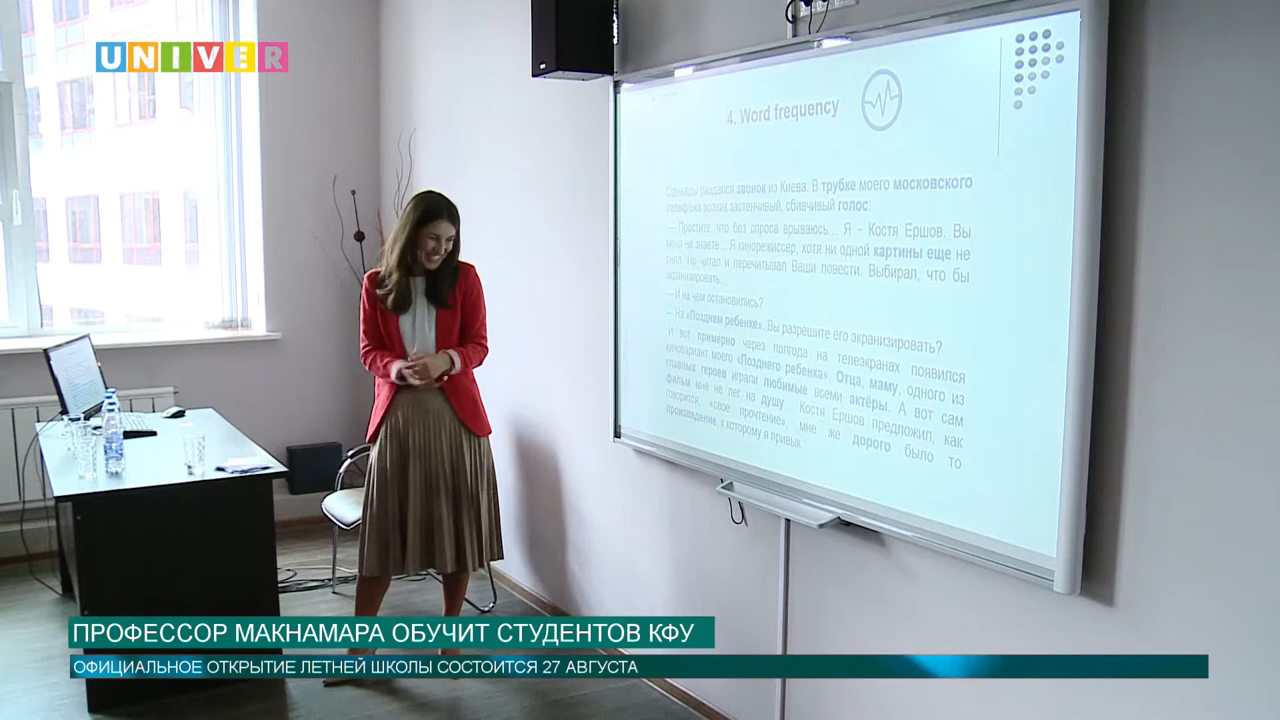 UNIVER
4. Word frequency
Однажды раздался звонок из Киева. В трубке моего московского
телефона возник застенчивый, сбивчивый голос:
— Простите, что без спроса врываюсь... Я – Костя Ершов. Вы
меня не знаете... Я кинорежиссер, хотя ни одной картины еще не
снял. Но читал и перечитывал Ваши повести. Выбирал, что бы
экранизировать...
— И на чем остановились?
— На «Позднем ребенке». Вы разрешите его экранизировать?
И вот примерно через полгода на телеэкранах появился
киновариант моего «Позднего ребенка». Отца, маму, одного из
главных героев играли любимые всеми актёры. А вот сам
фильм мне не лег на душу. Костя Ершов предложил, как
говорится, «свое прочтение», мне же дорого было то
произведение, к которому я привык.
ПРОФЕССОР МАКНАМАРА ОБУЧИТ СТУДЕНТОВ КФУ
ОФИЦИАЛЬНОЕ ОТКРЫТИЕ ЛЕТНЕЙ ШКОЛЫ СОСТОИТСЯ 27 АВГУСТА